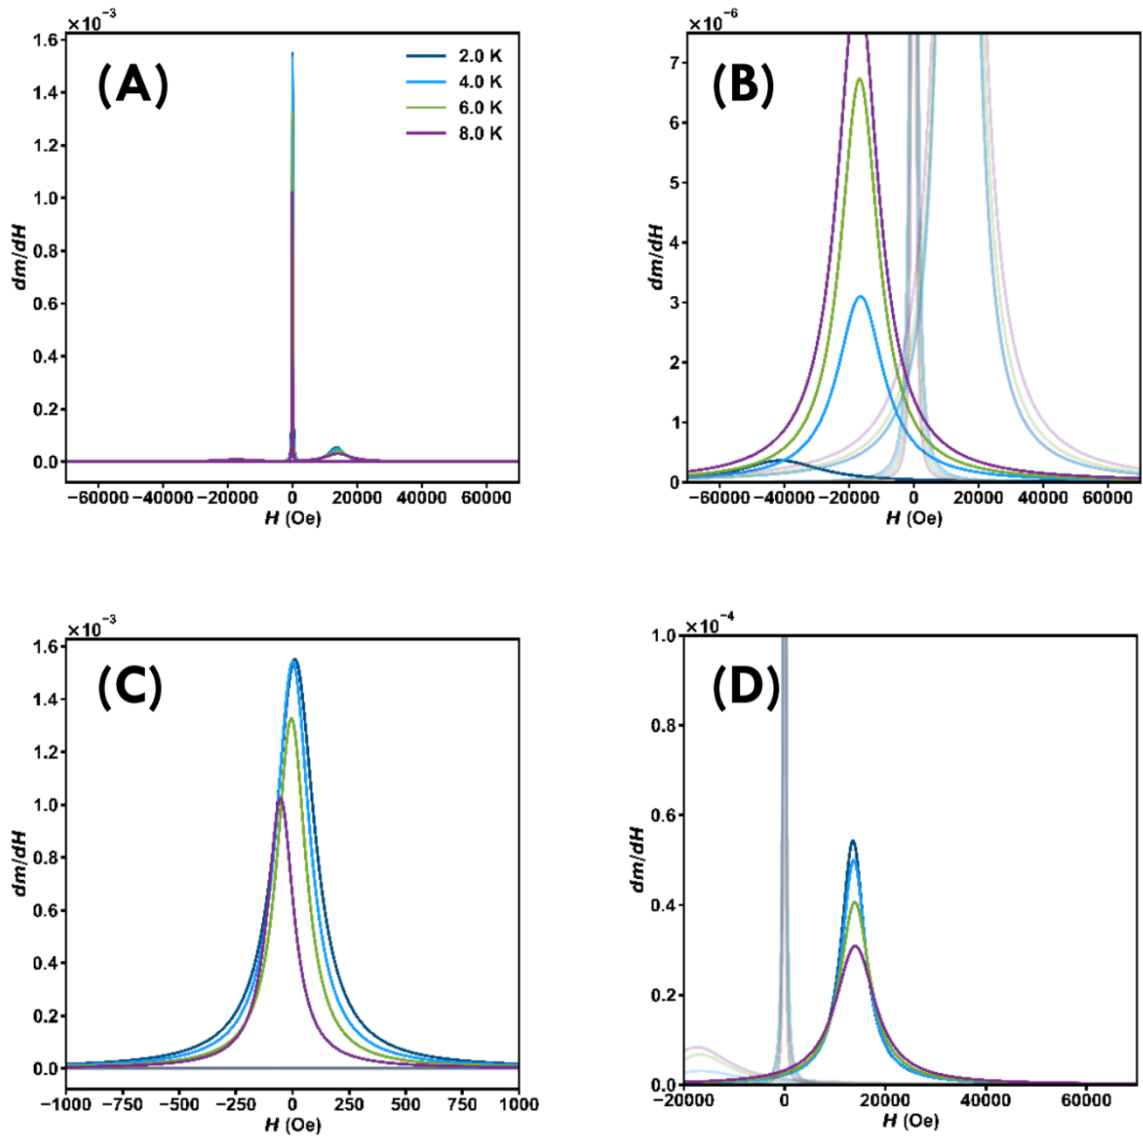 ×10⁻³
(A)
2.0 K
4.0 K
6.0 K
8.0 K
1.6
1.4
1.2
1.0
0.8
0.6
0.4
0.2
0.0
dm/dH
−60000 −40000 −20000 0 20000 40000 60000
H (Oe)
×10⁻⁶
(B)
7
6
5
4
3
2
1
0
dm/dH
−60000 −40000 −20000 0 20000 40000 60000
H (Oe)
×10⁻³
(C)
1.6
1.4
1.2
1.0
0.8
0.6
0.4
0.2
0.0
dm/dH
−1000 −750 −500 −250 0 250 500 750 1000
H (Oe)
×10⁻⁴
(D)
1.0
0.8
0.6
0.4
0.2
0.0
dm/dH
−20000 0 20000 40000 60000
H (Oe)